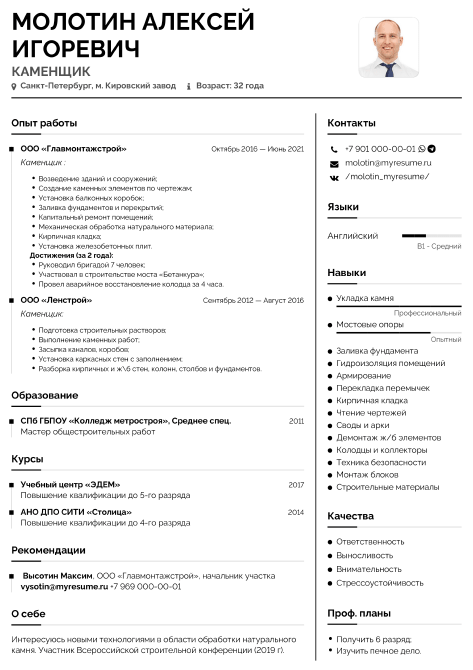 МОЛОТИН АЛЕКСЕЙ
ИГОРЕВИЧ
КАМЕНЩИК
Санкт-Петербург, м. Кировский завод Возраст: 32 года
Опыт работы
ООО «Главмонтажстрой» Октябрь 2016 — Июнь 2021
Каменщик :
Возведение зданий и сооружений;
Создание каменных элементов по чертежам;
Установка балконных коробок;
Заливка фундаментов и перекрытий;
Капитальный ремонт помещений;
Механическая обработка натурального материала;
Кирпичная кладка;
Установка железобетонных плит.
Достижения (за 2 года):
Руководил бригадой 7 человек;
Участвовал в строительстве моста «Бетанкура»;
Провел аварийное восстановление колодца за 4 часа.
ООО «Ленстрой» Сентябрь 2012 — Август 2016
Каменщик:
Подготовка строительных растворов;
Выполнение каменных работ,
Засыпка каналов, коробов;
Установка каркасных стен с заполнением;
Разборка кирпичных и ж\б стен, колонн, столбов и фундаментов.
Образование
СПб ГБПОУ «Колледж метростроя», Среднее спец. 2011
Мастер общестроительных работ
Курсы
Учебный центр «ЭДЕМ» 2017
Повышение квалификации до 5-го разряда
АНО ДПО СИТИ «Столица» 2014
Повышение квалификации до 4-го разряда
Рекомендации
Высотин Максим, ООО «Главмонтажстрой», начальник участка
vysotin@myresume.ru +7 969 000-00-01
О себе
Интересуюсь новыми технологиями в области обработки натурального
камня. Участник Всероссийской строительной конференции (2019 г).
Контакты
+7 901 000-00-01
molotin@myresume.ru
/molotin_myresume/
Языки
Английский
B1 - Средний
Навыки
Укладка камня
Профессиональный
Мостовые опоры
Опытный
Заливка фундамента
Гидроизоляция помещений
Армирование
Перекладка перемычек
Кирпичная кладка
Чтение чертежей
Своды и арки
Демонтаж ж/б элементов
Колодцы и коллекторы
Техника безопасности
Монтаж блоков
Строительные материалы
Качества
Ответственность
Выносливость
Внимательность
Стрессоустойчивость
Проф. планы
Получить 6 разряд;
Изучить печное дело.